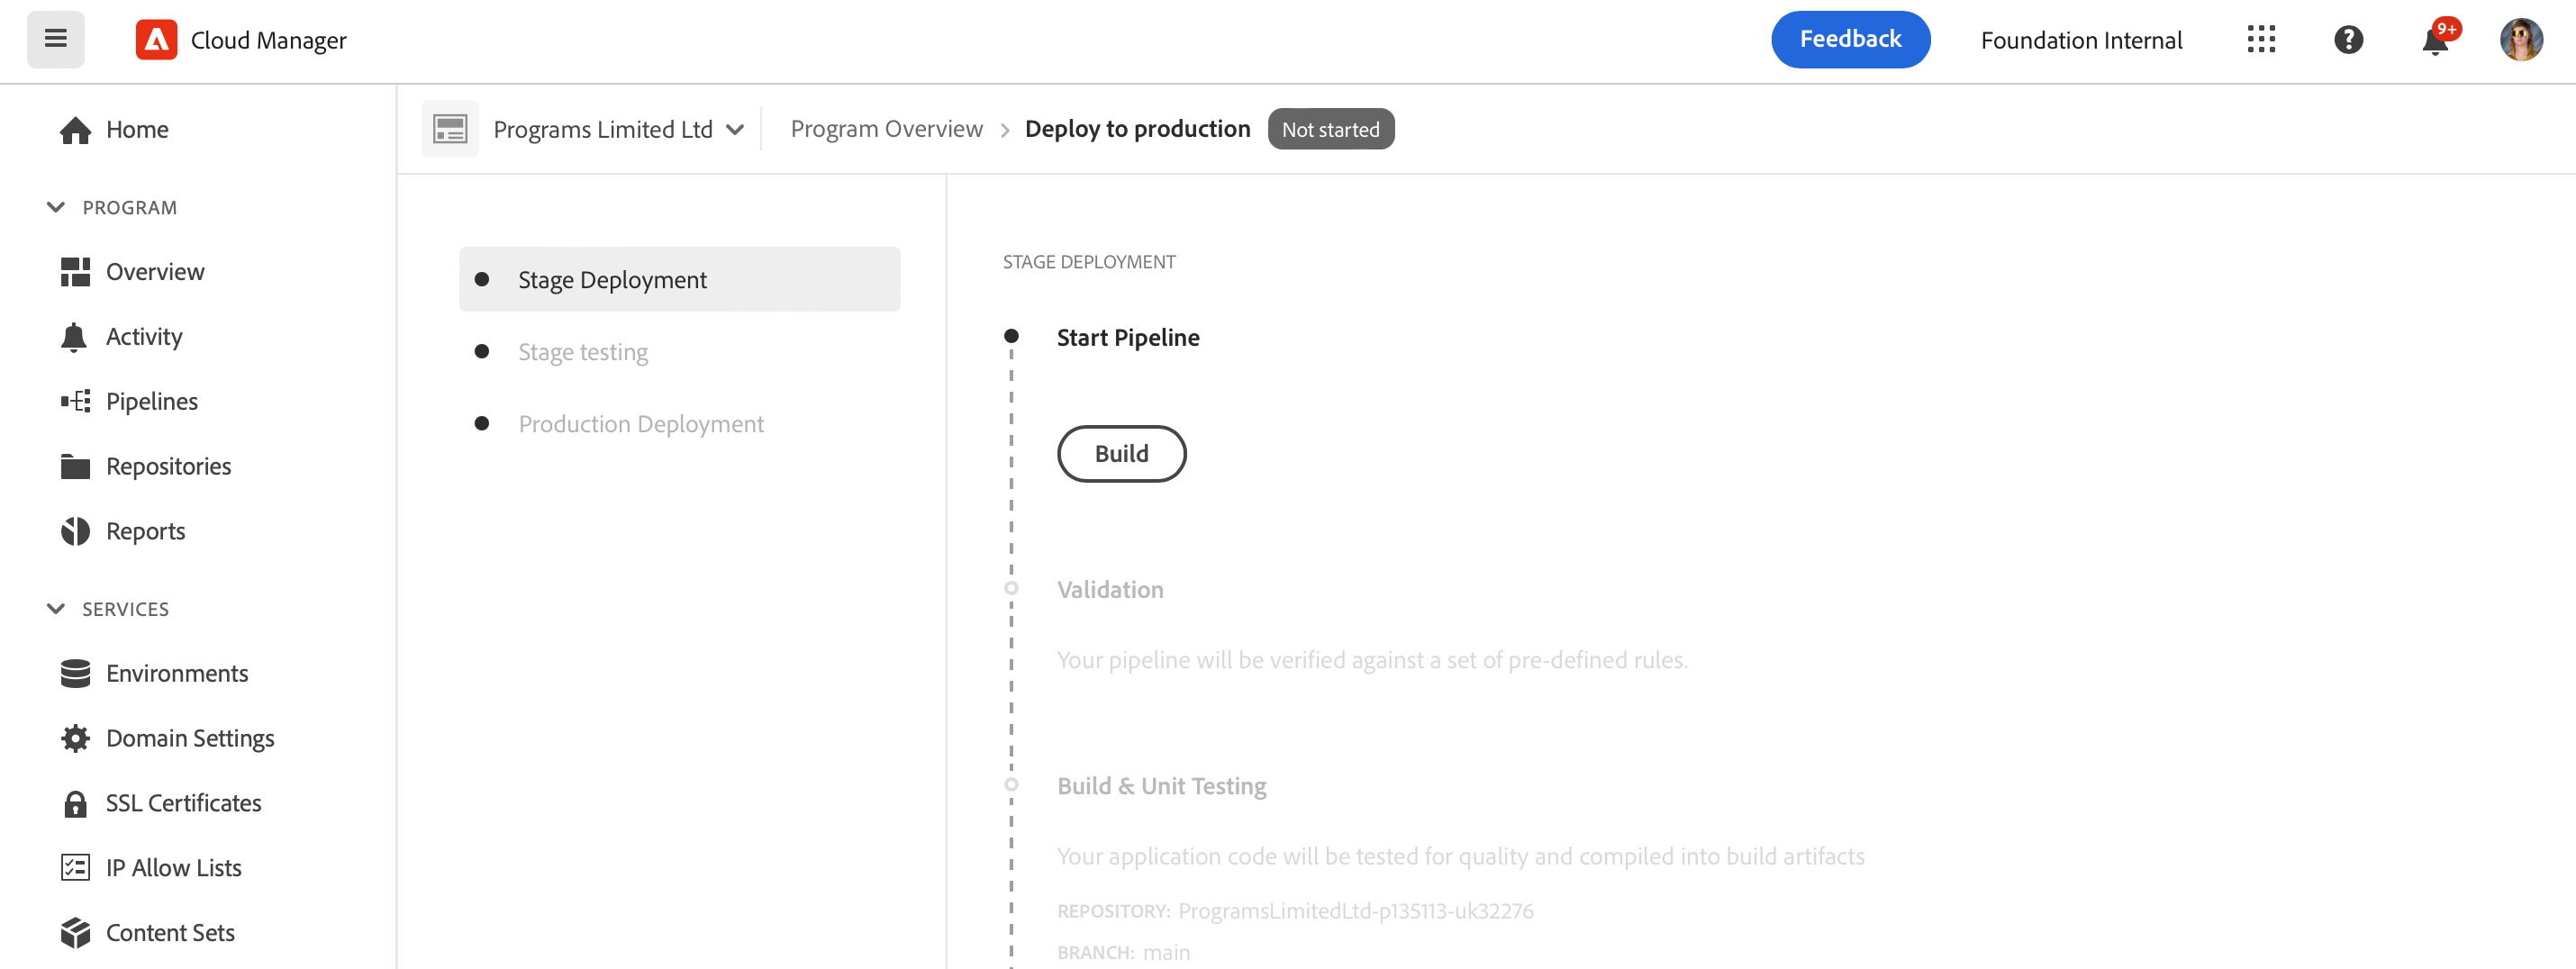 Cloud Manager
Feedback
Foundation Internal
9+
Home
PROGRAM
Overview
Activity
Pipelines
Repositories
Reports
SERVICES
Environments
Domain Settings
SSL Certificates
IP Allow Lists
Content Sets
Programs Limited Ltd
Program Overview > Deploy to production Not started
Stage Deployment
Stage testing
Production Deployment
STAGE DEPLOYMENT
Start Pipeline
Build
Validation
Your pipeline will be verified against a set of pre-defined rules.
Build & Unit Testing
Your application code will be tested for quality and compiled into build artifacts
REPOSITORY: ProgramsLimitedLtd-p135113-uk32276
BRANCH: main